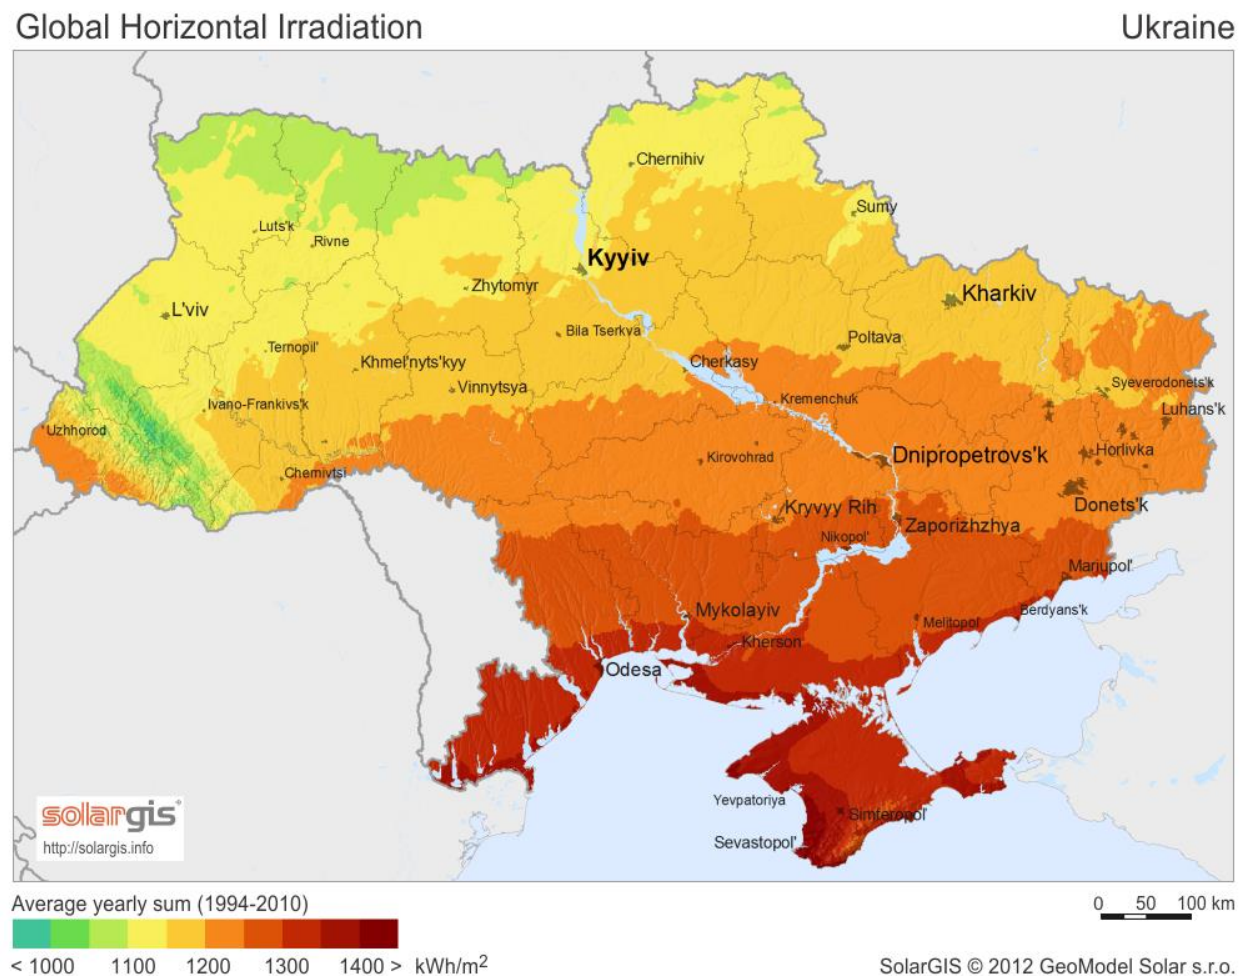 Global Horizontal Irradiation
Ukraine
Chernihiv
Sumy
Luts'k
Rivne
Kyyiv
Zhytomyr
Kharkiv
L'viv
Bila Tserkva
Poltava
Ternopil'
Khmel'nyts'kyy
Cherkasy
Vinnytsya
Syeverodonets'k
Ivano-Frankivs'k
Kremenchuk
Luhans'k
Uzhhorod
Horlivka
Kirovohrad
Dnipropetrovs'k
Chernivtsi
Donets'k
Kryvyy Rih
Zaporizhzhya
Nikopol'
Mariupol'
Mykolayiv
Berdyans'k
Melitopol'
Kherson
Odesa
Yevpatoriya
Simferopol'
Sevastopol'
solargis
http://solargis.info
Average yearly sum (1994-2010)
0 50 100 km
< 1000 1100 1200 1300 1400 > kWh/m²
SolarGIS © 2012 GeoModel Solar s.r.o.